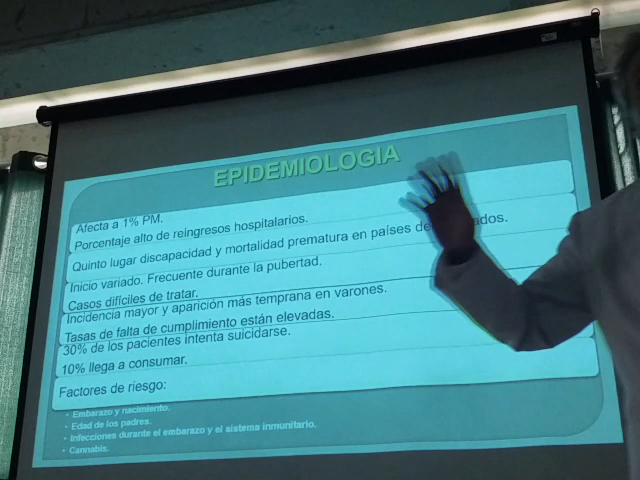 EPIDEMIOLOGIA
Afecta a 1% PM.
Porcentaje alto de reingresos hospitalarios.
Quinto lugar discapacidad y mortalidad prematura en países
Inicio variado. Frecuente durante la pubertad.
Casos difíciles de tratar.
Incidencia mayor y aparición más temprana en varones.
Tasas de falta de cumplimiento están elevadas.
30% de los pacientes intenta suicidarse.
10% llega a consumar.
Factores de riesgo:
• Embarazo y nacimiento.
• Edad de los padres.
• Infecciones durante el embarazo y el sistema inmunitario.
• Cannabis.